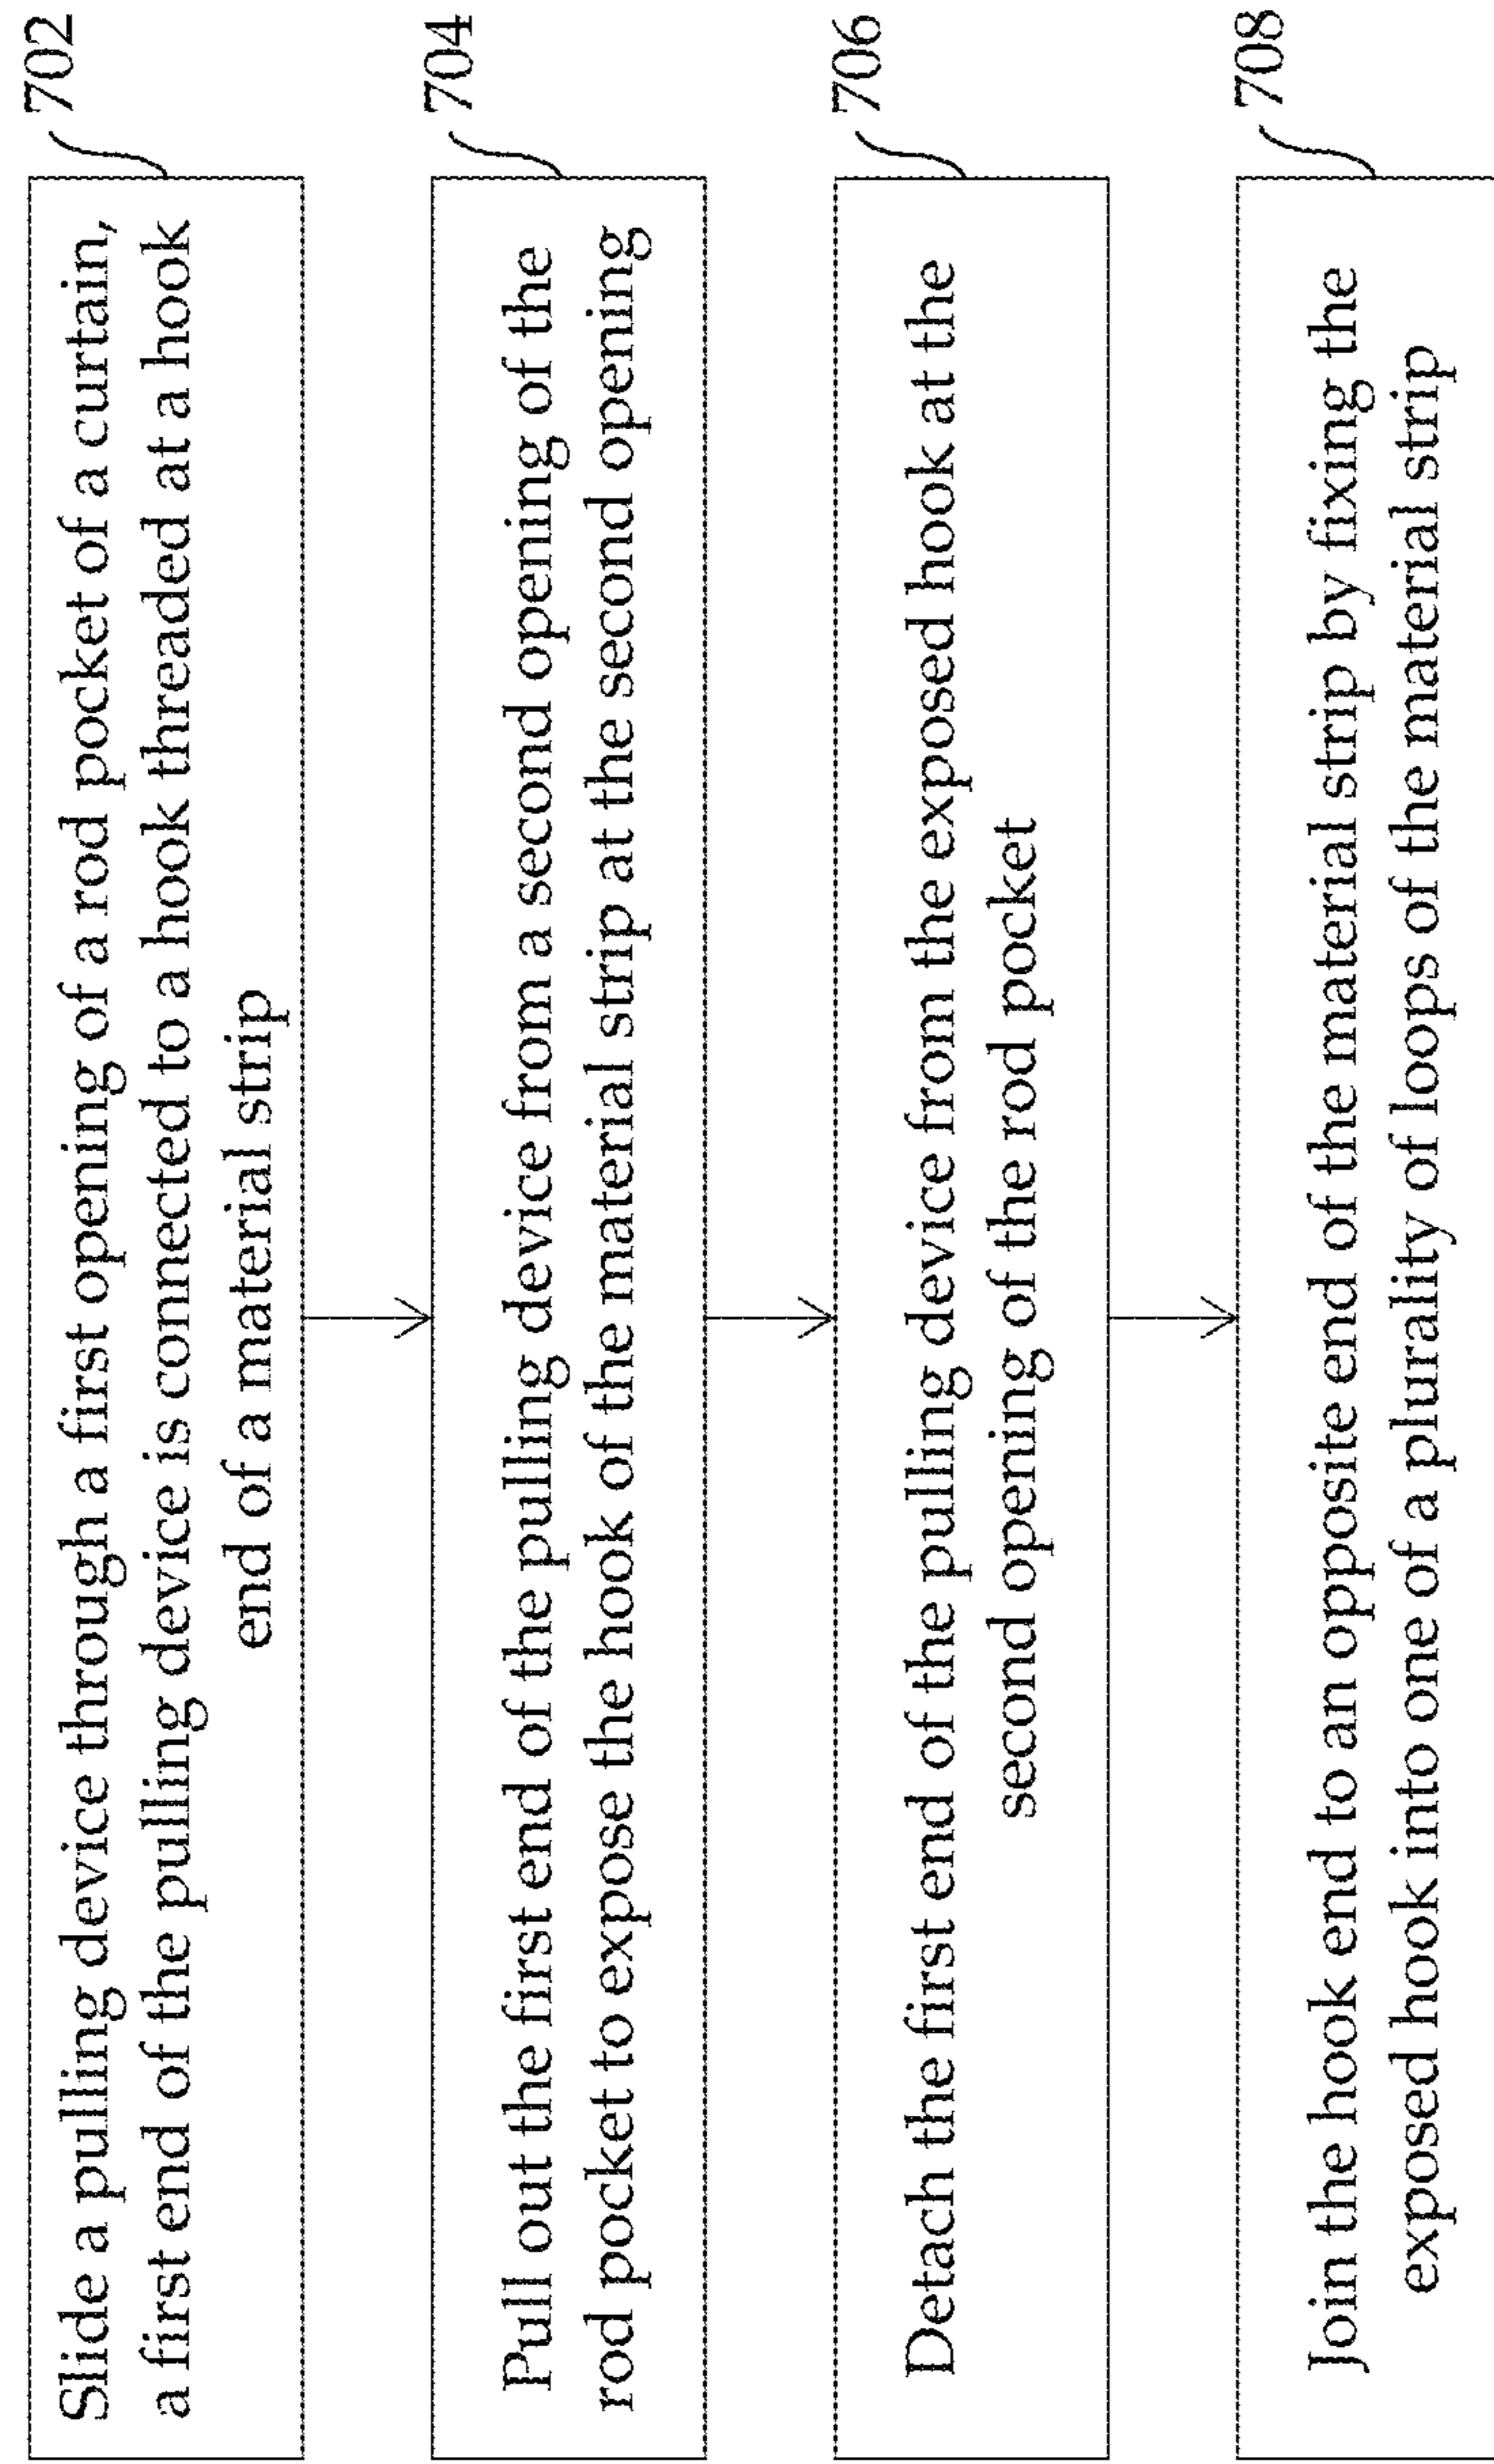 702
Slide a pulling device through a first opening of a rod pocket of a curtain,
a first end of the pulling device is connected to a hook threaded at a hook
end of a material strip
704
Pull out the first end of the pulling device from a second opening of the
rod pocket to expose the hook of the material strip at the second opening
706
Detach the first end of the pulling device from the exposed hook at the
second opening of the rod pocket
708
Join the hook end to an opposite end of the material strip by fixing the
exposed hook into one of a plurality of loops of the material strip